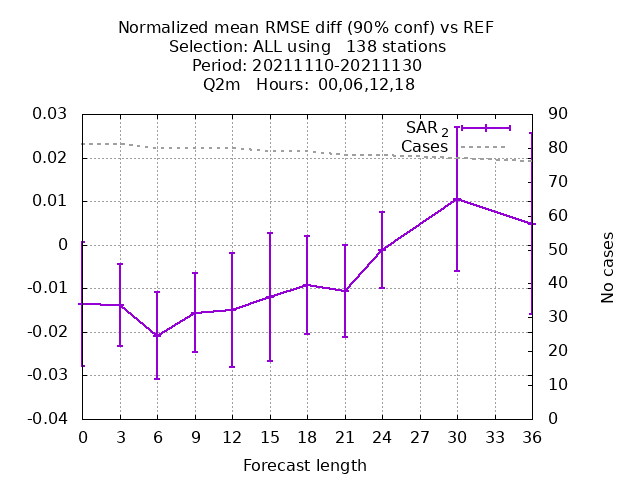 Normalized mean RMSE diff (90% conf) vs REF
Selection: ALL using   138 stations
Period: 20211110-20211130
Q2m   Hours:  00,06,12,18
0.03
0.02
0.01
0
-0.01
-0.02
-0.03
-0.04
SAR 2
Cases
90
80
70
60
50
40
30
20
10
0
No cases
0 3 6 9 12 15 18 21 24 27 30 33 36
Forecast length